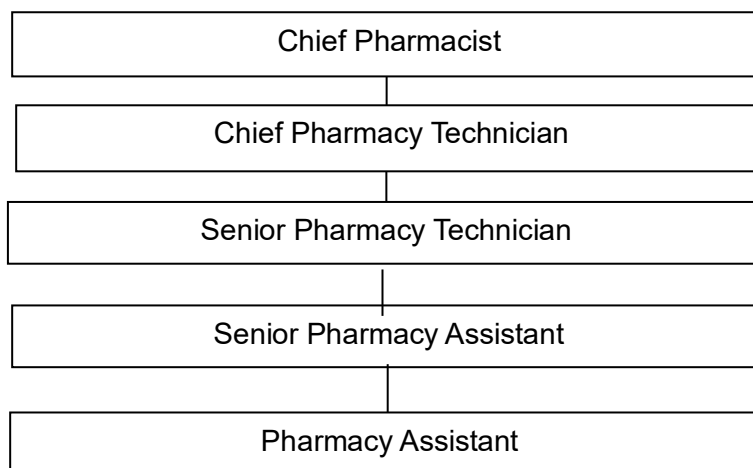 Chief Pharmacist
Chief Pharmacy Technician
Senior Pharmacy Technician
Senior Pharmacy Assistant
Pharmacy Assistant